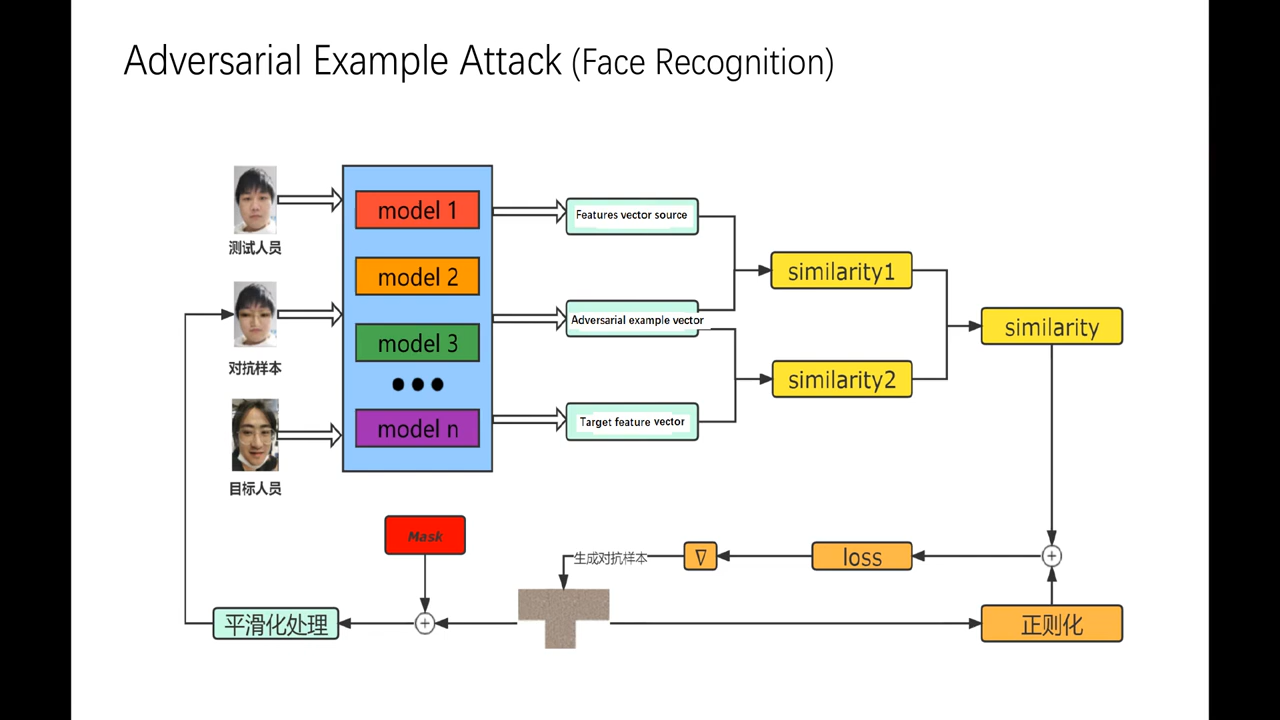 Adversarial Example Attack (Face Recognition)
测试人员
对抗样本
目标人员
model 1
model 2
model 3
model n
Features vector source
Adversarial example vector
Target feature vector
similarity1
similarity2
similarity
Mask
生成对抗样本
∇
loss
+
+
平滑化处理
正则化